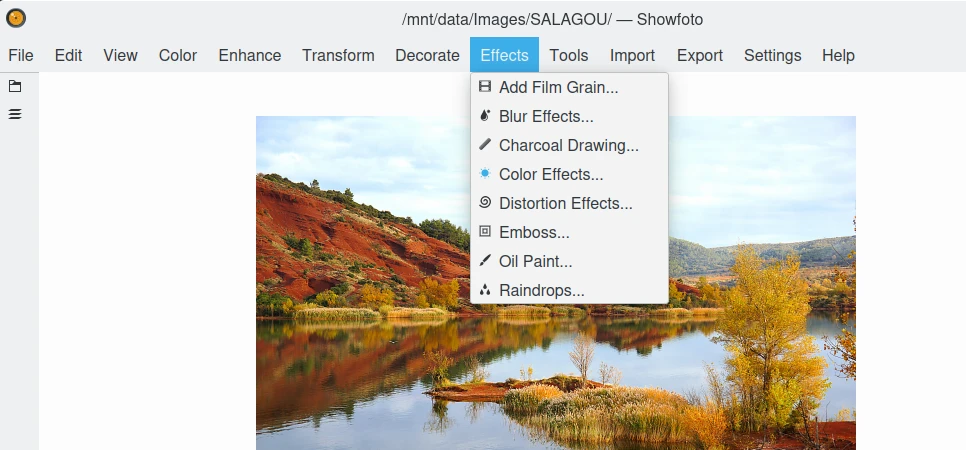 /mnt/data/Images/SALAGOU/ — Showfoto
File Edit View Color Enhance Transform Decorate Effects Tools Import Export Settings Help
Add Film Grain...
Blur Effects...
Charcoal Drawing...
Color Effects...
Distortion Effects...
Emboss...
Oil Paint...
Raindrops...